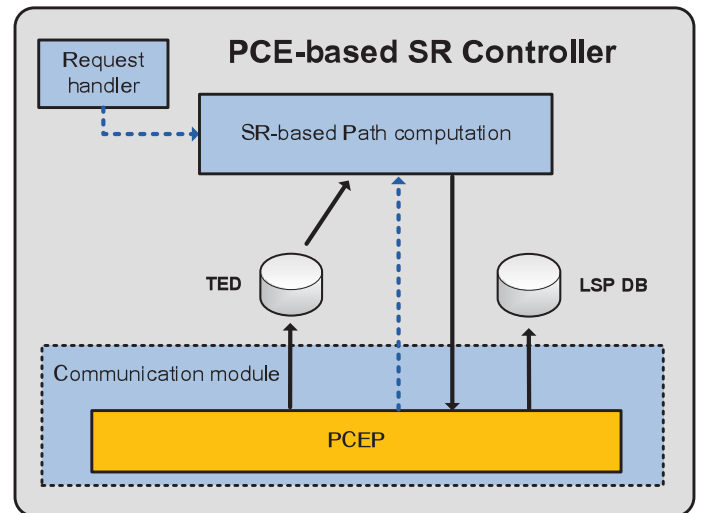 PCE-based SR Controller
Request
handler
SR-based Path computation
TED
LSP DB
Communication module
PCEP